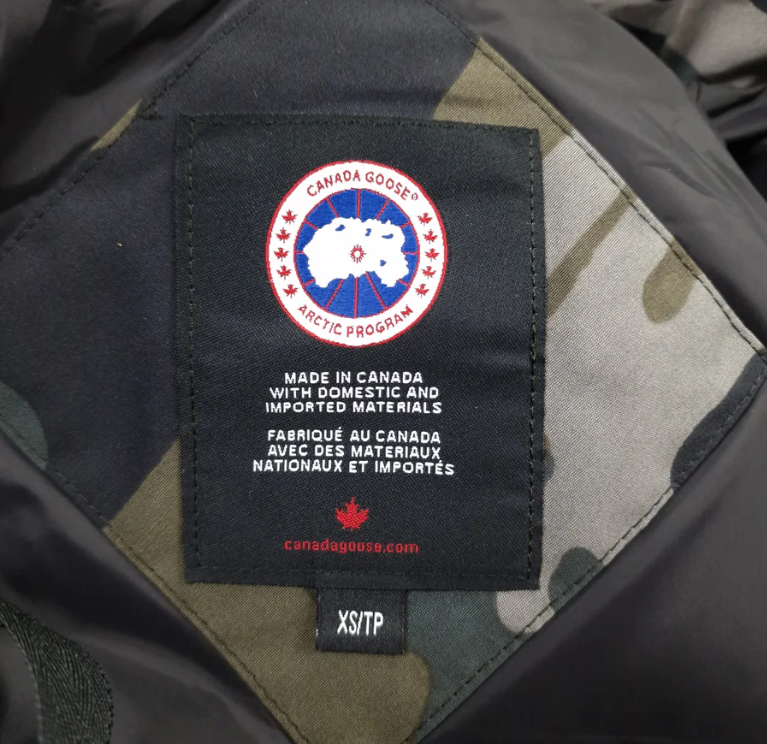 CANADA GOOSE®
ARCTIC PROGRAM
MADE IN CANADA
WITH DOMESTIC AND
IMPORTED MATERIALS
FABRIQUÉ AU CANADA
AVEC DES MATERIAUX
NATIONAUX ET IMPORTÉS
canadagoose.com
XS/TP